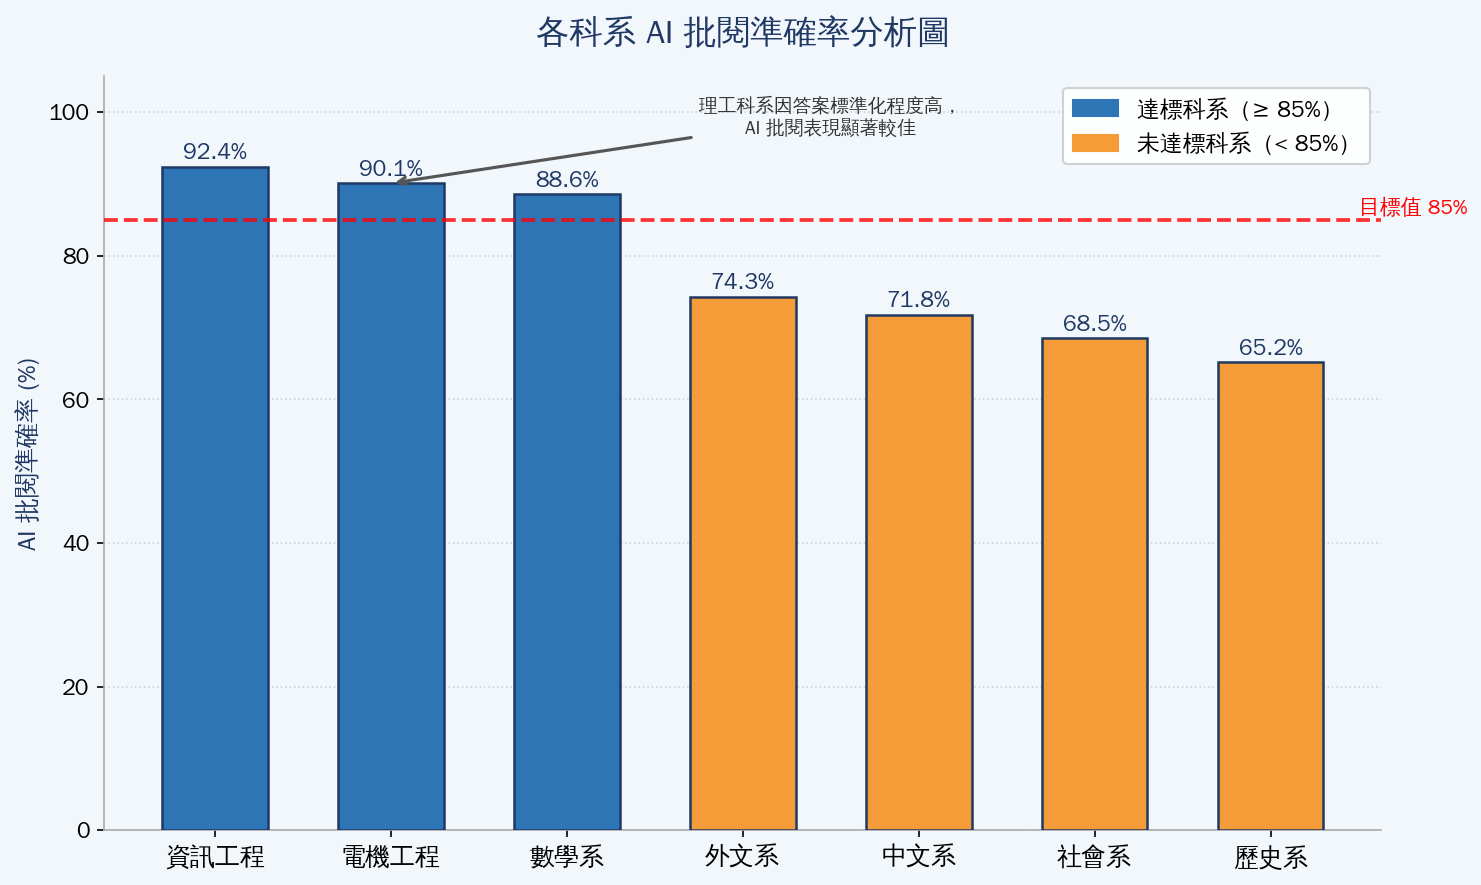 各科系 AI 批閱準確率分析圖
理工科系因答案標準化程度高，
AI 批閱表現顯著較佳
達標科系（≥ 85%）
未達標科系（< 85%）
目標值 85%
AI 批閱準確率 (%)
100
80
60
40
20
0
92.4%
90.1%
88.6%
74.3%
71.8%
68.5%
65.2%
資訊工程
電機工程
數學系
外文系
中文系
社會系
歷史系